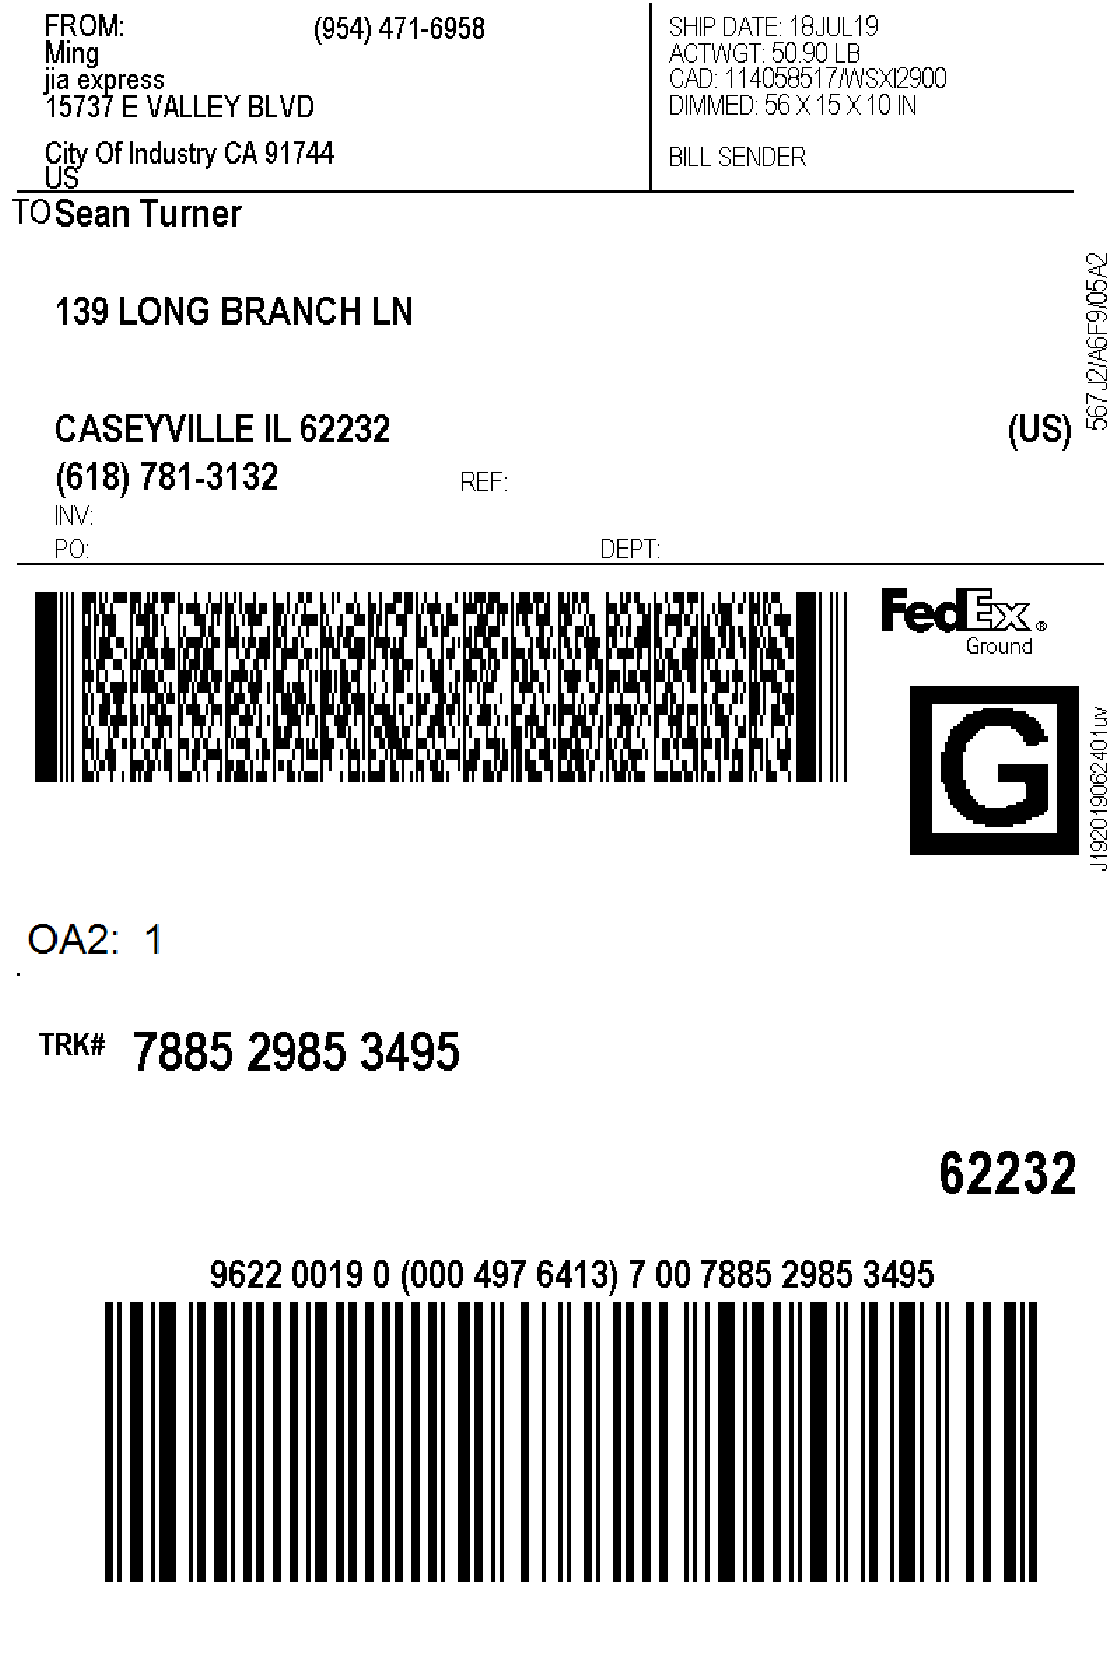 FROM: (954) 471-6958
Ming
jia express
15737 E VALLEY BLVD
City Of Industry CA 91744
US
SHIP DATE: 18JUL19
ACTWGT: 50.90 LB
CAD: 114058517/WSXI2900
DIMMED: 56 X 15 X 10 IN
BILL SENDER
TO Sean Turner
139 LONG BRANCH LN
CASEYVILLE IL 62232 (US)
(618) 781-3132 REF:
INV:
PO: DEPT:
567J2/A6F9/05A2
FedEx®
Ground
G
J192019062401uv
OA2: 1
.
TRK# 7885 2985 3495
62232
9622 0019 0 (000 497 6413) 7 00 7885 2985 3495